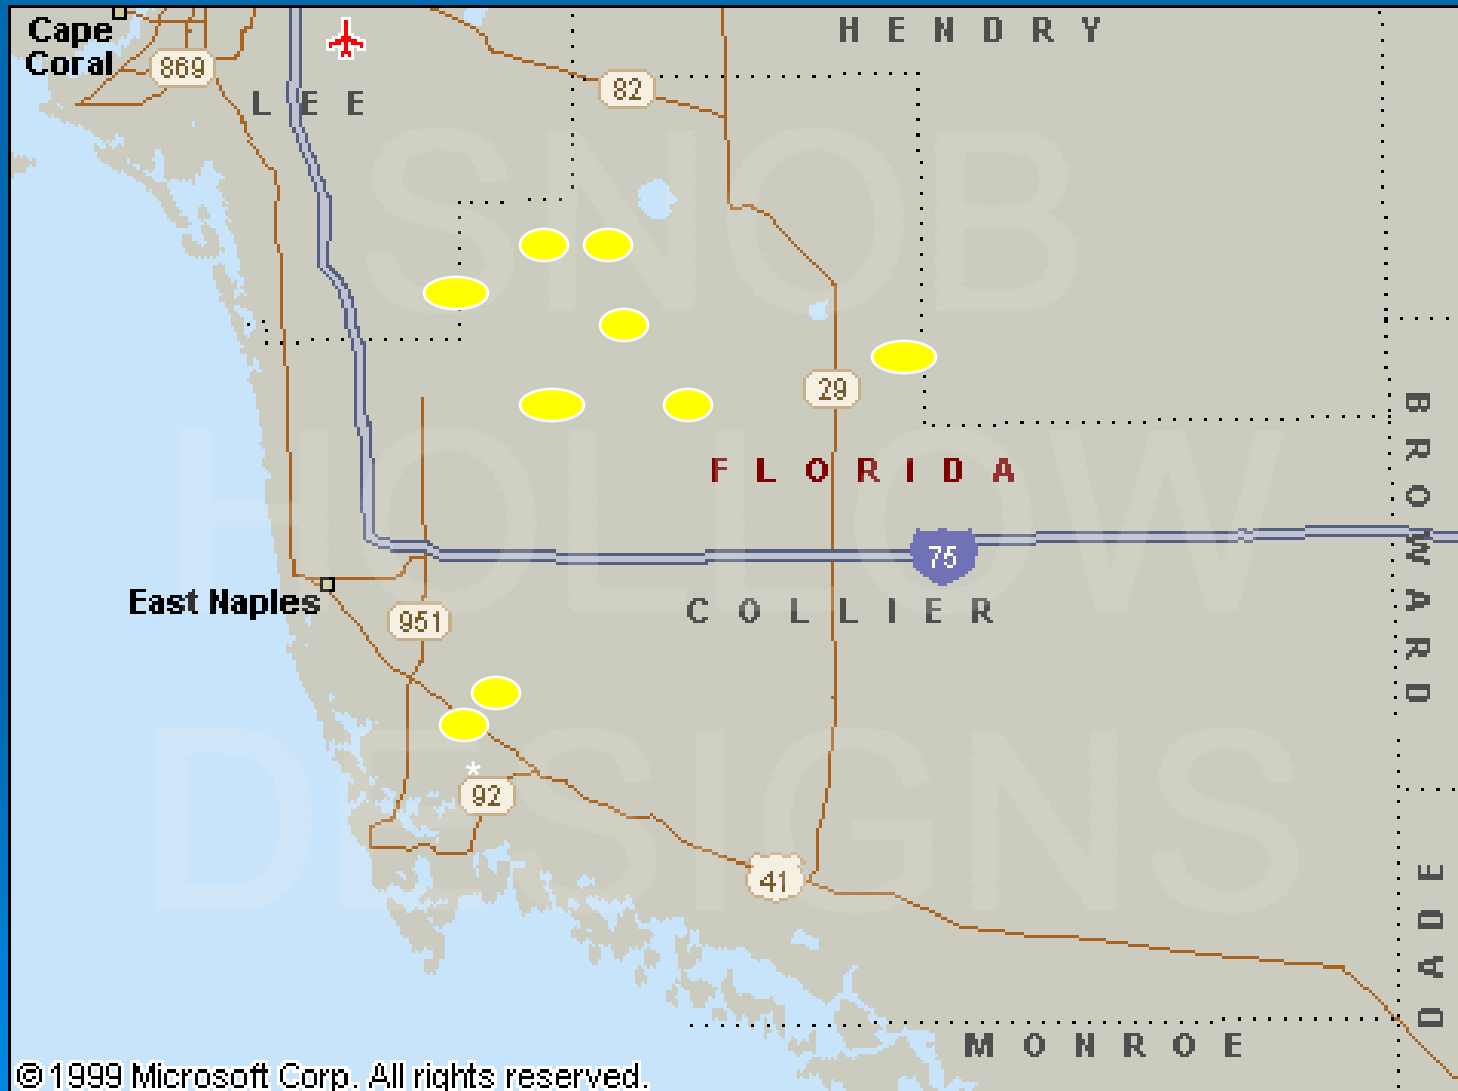 Cape
Coral
869
L E E
H E N D R Y
82
SNOB
29
F L O R I D A
HOLLOW
75
East Naples
951
C O L L I E R
B R O W A R D
DESIGNS
*
92
41
D A D E
M O N R O E
© 1999 Microsoft Corp. All rights reserved.